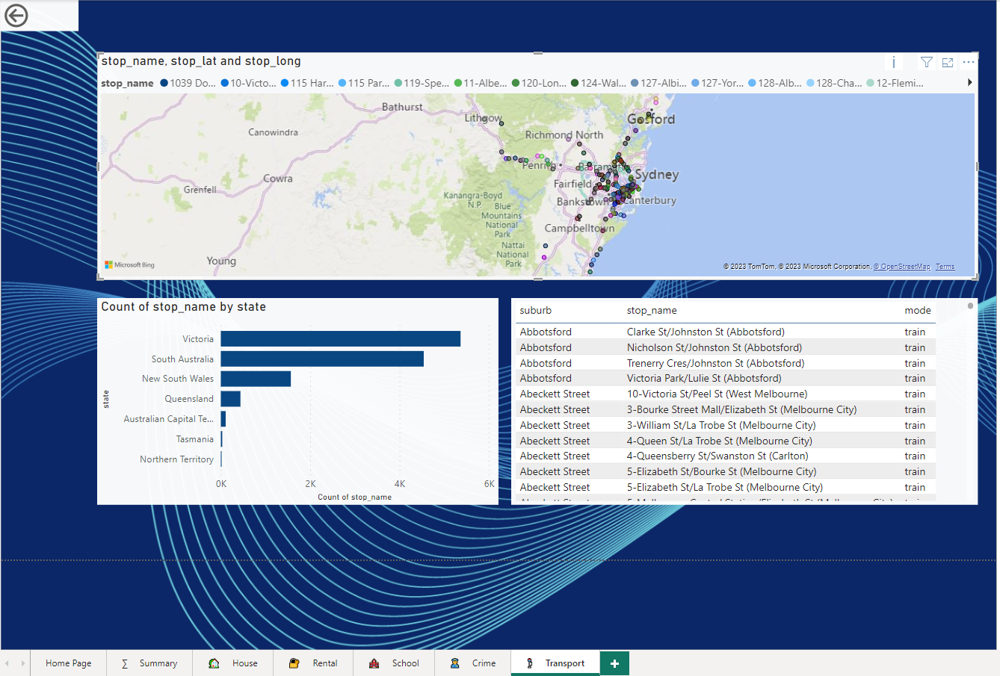 stop_name, stop_lat and stop_long
stop_name 1039 Do... 10-Victo... 115 Har... 115 Par... 119-Spe... 11-Albe... 120-Lon... 124-Wal... 127-Albi... 127-Yor... 128-Alb... 128-Cha... 12-Flemi...
Bathurst
Lithgow
Gosford
Canowindra
Richmond North
Penrith
Cowra
Sydney
Grenfell
Fairfield
Kanangra-Boyd
N.P.
Bankstown
Canterbury
Blue
Mountains
National
Park
Campbelltown
Nattai
National
Park
Young
Microsoft Bing
© 2023 TomTom, © 2023 Microsoft Corporation, © OpenStreetMap Terms
Count of stop_name by state
state
Victoria
South Australia
New South Wales
Queensland
Australian Capital Te...
Tasmania
Northern Territory
0K 2K 4K 6K
Count of stop_name
suburb stop_name mode
Abbotsford Clarke St/Johnston St (Abbotsford) train
Abbotsford Nicholson St/Johnston St (Abbotsford) train
Abbotsford Trenerry Cres/Johnston St (Abbotsford) train
Abbotsford Victoria Park/Lulie St (Abbotsford) train
Abeckett Street 10-Victoria St/Peel St (West Melbourne) train
Abeckett Street 3-Bourke Street Mall/Elizabeth St (Melbourne City) train
Abeckett Street 3-William St/La Trobe St (Melbourne City) train
Abeckett Street 4-Queen St/La Trobe St (Melbourne City) train
Abeckett Street 4-Queensberry St/Swanston St (Carlton) train
Abeckett Street 5-Elizabeth St/Bourke St (Melbourne City) train
Abeckett Street 5-Elizabeth St/La Trobe St (Melbourne City) train
Home Page Summary House Rental School Crime Transport